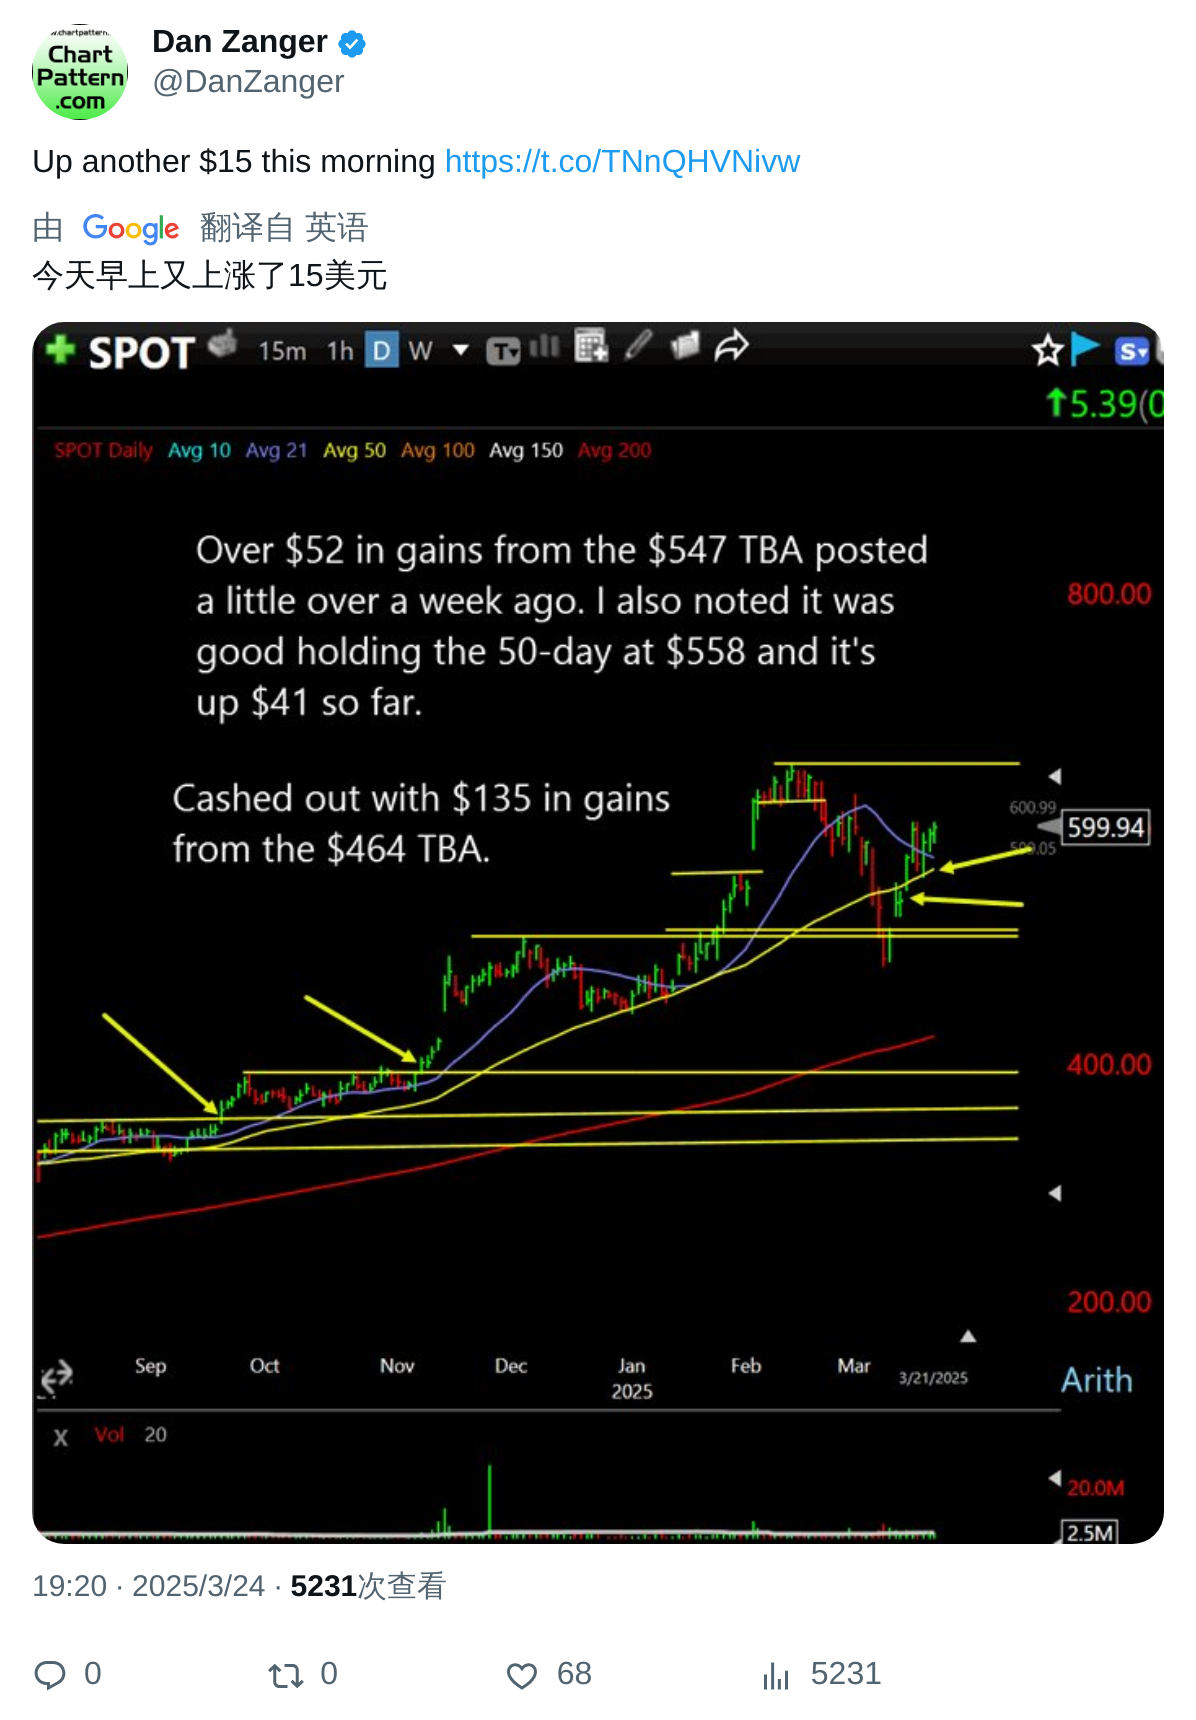 w.chartpattern.
Chart
Pattern
.com
Dan Zanger
@DanZanger
Up another $15 this morning https://t.co/TNnQHVNivw
由 Google 翻译自 英语
今天早上又上涨了15美元
SPOT 15m 1h D W T S
↑5.39(0
SPOT Daily Avg 10 Avg 21 Avg 50 Avg 100 Avg 150 Avg 200
Over $52 in gains from the $547 TBA posted
a little over a week ago. I also noted it was
good holding the 50-day at $558 and it's
up $41 so far.
800.00
Cashed out with $135 in gains
from the $464 TBA.
600.99
599.94
400.00
200.00
Sep Oct Nov Dec Jan Feb Mar
2025
3/21/2025
Arith
X Vol 20
20.0M
2.5M
19:20 · 2025/3/24 · 5231次查看
0 0 68 5231